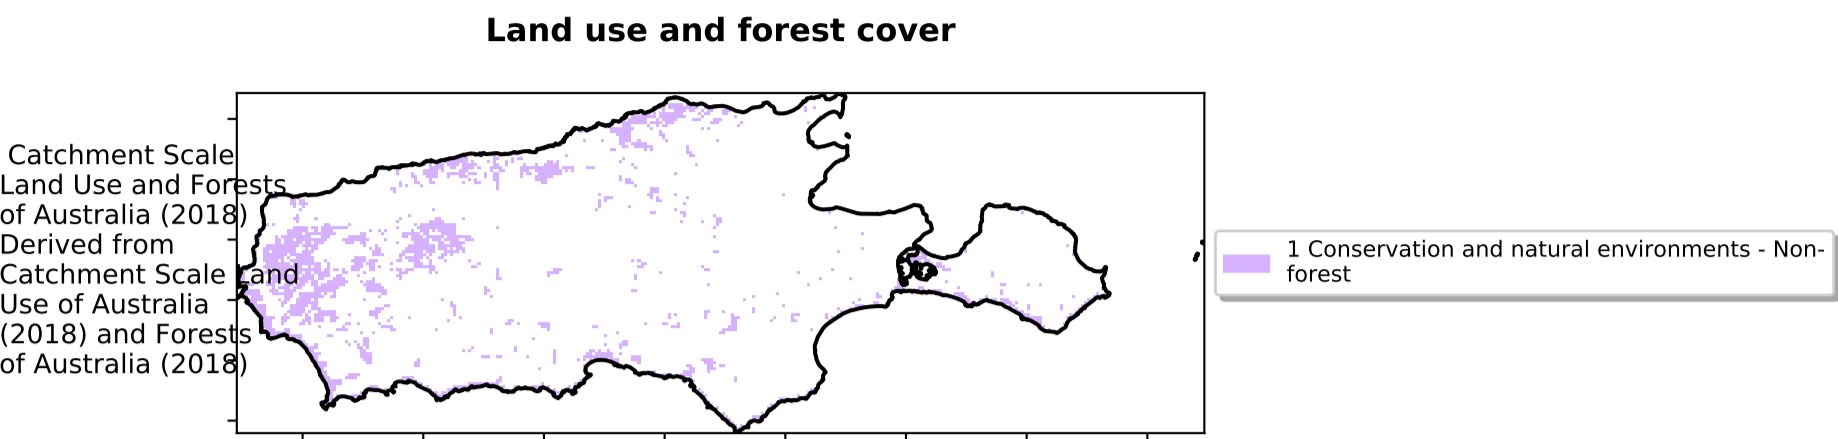 Land use and forest cover
Catchment Scale
Land Use and Forests
of Australia (2018)
Derived from
Catchment Scale Land
Use of Australia
(2018) and Forests
of Australia (2018)
1 Conservation and natural environments - Non-
forest